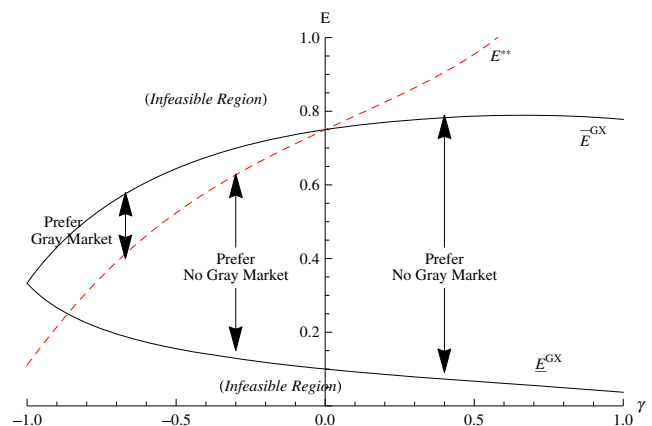 E
1.0
E**
(Infeasible Region)
0.8
E̅ᴳˣ
0.6
Prefer
Gray Market
Prefer
No Gray Market
Prefer
No Gray Market
0.4
0.2
E̲ᴳˣ
(Infeasible Region)
γ
−1.0
−0.5
0.0
0.5
1.0